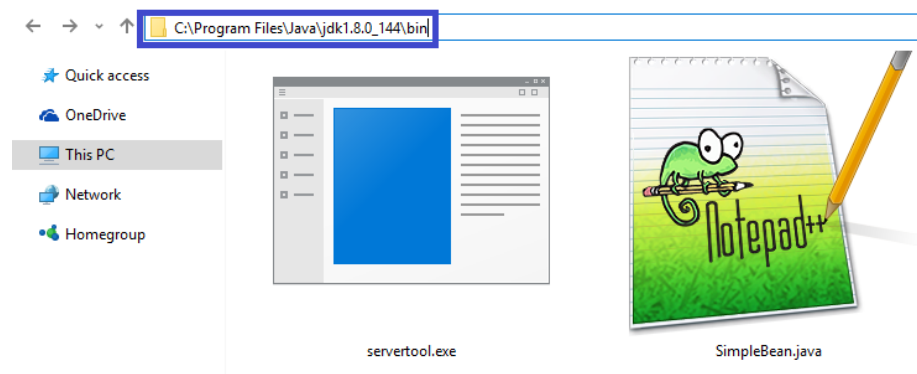 C:\Program Files\Java\jdk1.8.0_144\bin
Quick access
OneDrive
This PC
Network
Homegroup
Notepad++
servertool.exe
SimpleBean.java